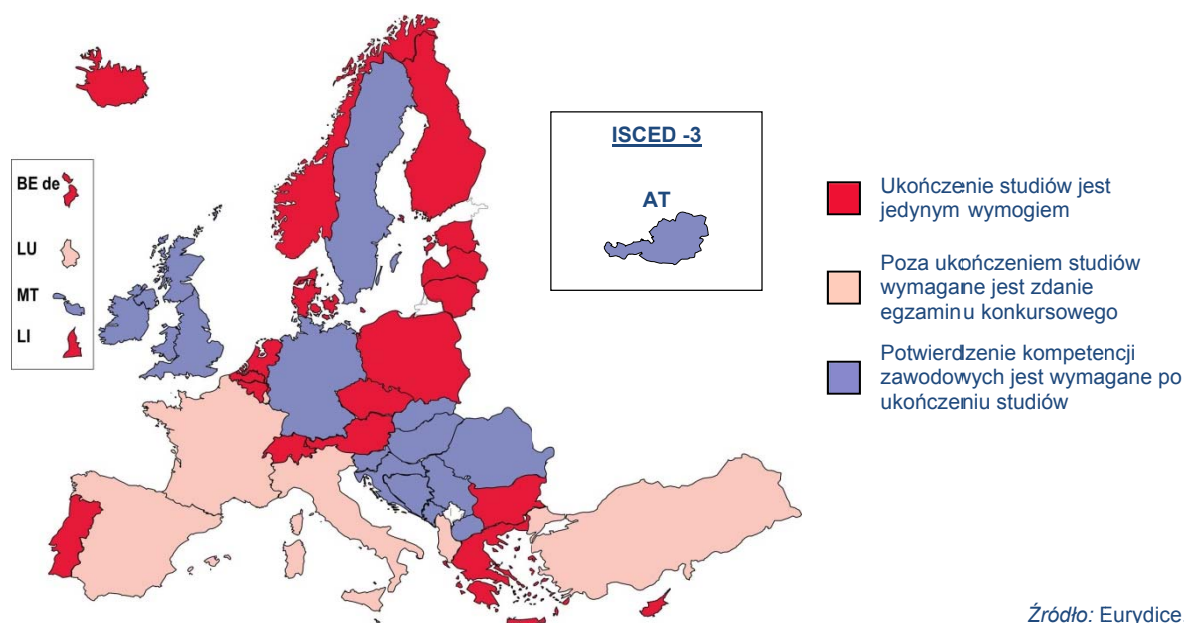 ISCED -3
AT
BE de
LU
MT
LI
Ukończenie studiów jest
jedynym wymogiem
Poza ukończeniem studiów
wymagane jest zdanie
egzaminu konkursowego
Potwierdzenie kompetencji
zawodowych jest wymagane po
ukończeniu studiów
Źródło: Eurydice